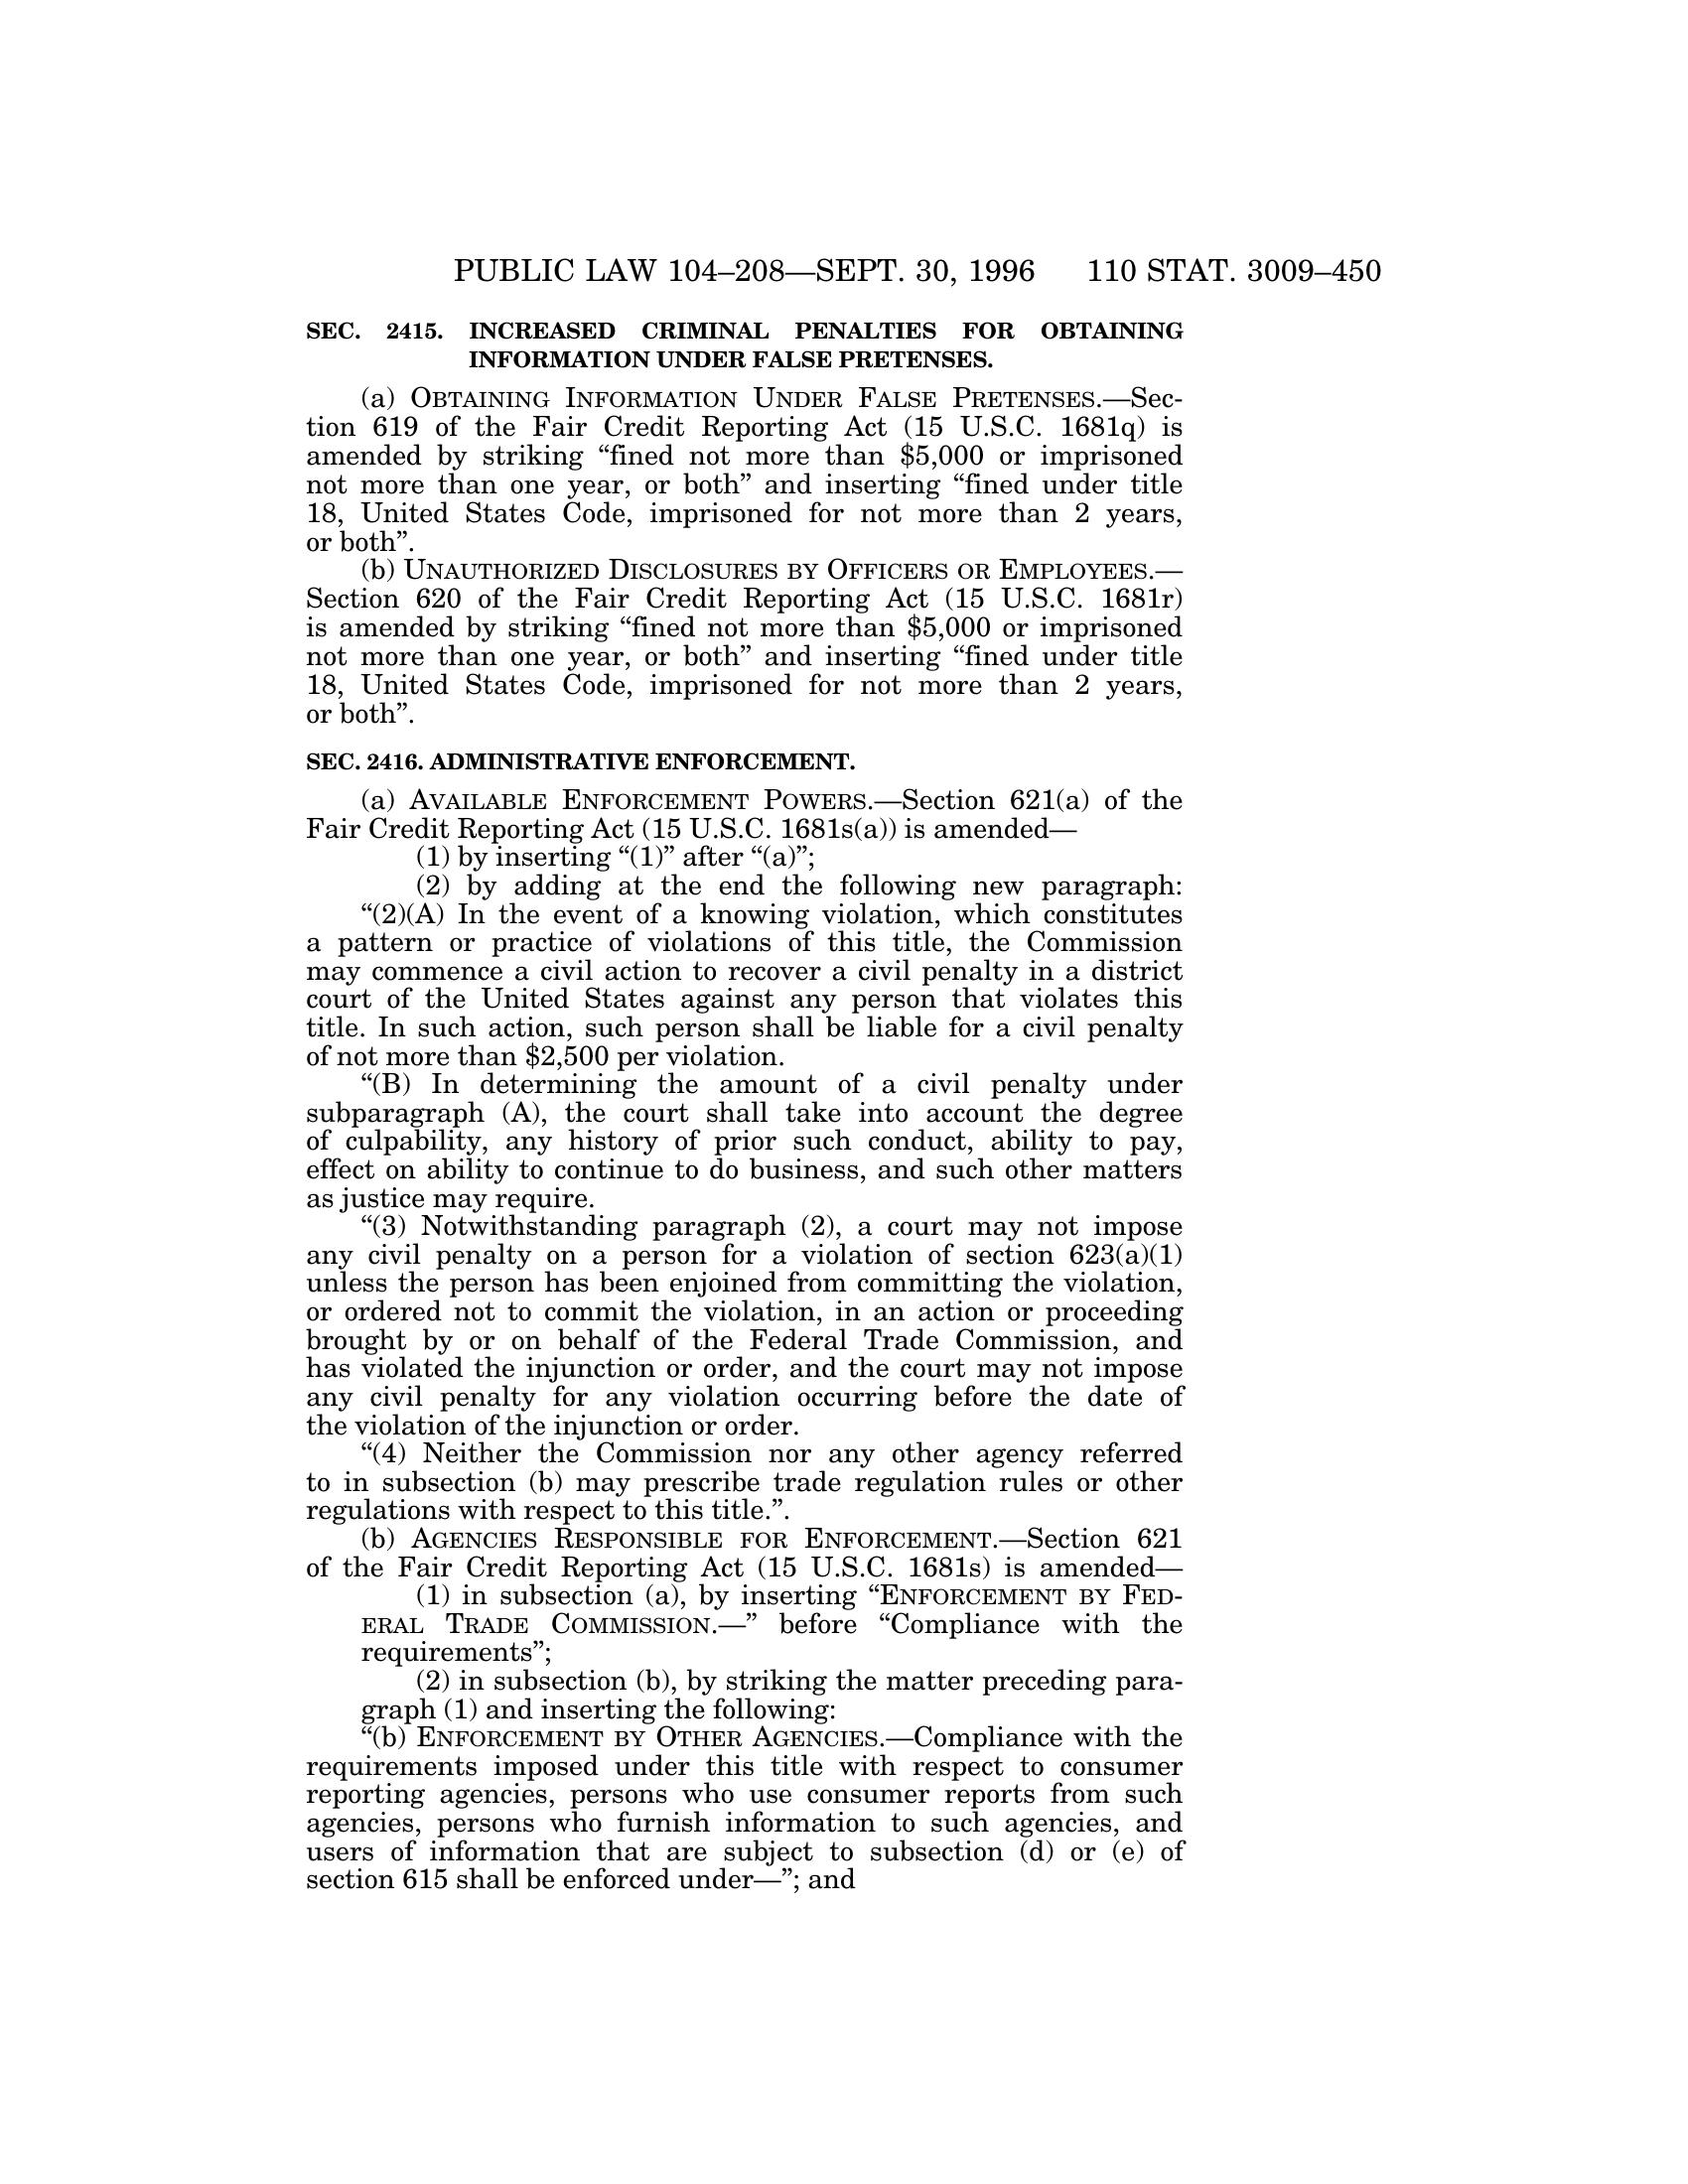 PUBLIC LAW 104–208—SEPT. 30, 1996 110 STAT. 3009–450
SEC. 2415. INCREASED CRIMINAL PENALTIES FOR OBTAINING
INFORMATION UNDER FALSE PRETENSES.
(a) OBTAINING INFORMATION UNDER FALSE PRETENSES.—Sec-
tion 619 of the Fair Credit Reporting Act (15 U.S.C. 1681q) is
amended by striking “fined not more than $5,000 or imprisoned
not more than one year, or both” and inserting “fined under title
18, United States Code, imprisoned for not more than 2 years,
or both”.
(b) UNAUTHORIZED DISCLOSURES BY OFFICERS OR EMPLOYEES.—
Section 620 of the Fair Credit Reporting Act (15 U.S.C. 1681r)
is amended by striking “fined not more than $5,000 or imprisoned
not more than one year, or both” and inserting “fined under title
18, United States Code, imprisoned for not more than 2 years,
or both”.
SEC. 2416. ADMINISTRATIVE ENFORCEMENT.
(a) AVAILABLE ENFORCEMENT POWERS.—Section 621(a) of the
Fair Credit Reporting Act (15 U.S.C. 1681s(a)) is amended—
(1) by inserting “(1)” after “(a)”;
(2) by adding at the end the following new paragraph:
“(2)(A) In the event of a knowing violation, which constitutes
a pattern or practice of violations of this title, the Commission
may commence a civil action to recover a civil penalty in a district
court of the United States against any person that violates this
title. In such action, such person shall be liable for a civil penalty
of not more than $2,500 per violation.
“(B) In determining the amount of a civil penalty under
subparagraph (A), the court shall take into account the degree
of culpability, any history of prior such conduct, ability to pay,
effect on ability to continue to do business, and such other matters
as justice may require.
“(3) Notwithstanding paragraph (2), a court may not impose
any civil penalty on a person for a violation of section 623(a)(1)
unless the person has been enjoined from committing the violation,
or ordered not to commit the violation, in an action or proceeding
brought by or on behalf of the Federal Trade Commission, and
has violated the injunction or order, and the court may not impose
any civil penalty for any violation occurring before the date of
the violation of the injunction or order.
“(4) Neither the Commission nor any other agency referred
to in subsection (b) may prescribe trade regulation rules or other
regulations with respect to this title.”.
(b) AGENCIES RESPONSIBLE FOR ENFORCEMENT.—Section 621
of the Fair Credit Reporting Act (15 U.S.C. 1681s) is amended—
(1) in subsection (a), by inserting “ENFORCEMENT BY FED-
ERAL TRADE COMMISSION.—” before “Compliance with the
requirements”;
(2) in subsection (b), by striking the matter preceding para-
graph (1) and inserting the following:
“(b) ENFORCEMENT BY OTHER AGENCIES.—Compliance with the
requirements imposed under this title with respect to consumer
reporting agencies, persons who use consumer reports from such
agencies, persons who furnish information to such agencies, and
users of information that are subject to subsection (d) or (e) of
section 615 shall be enforced under—”; and